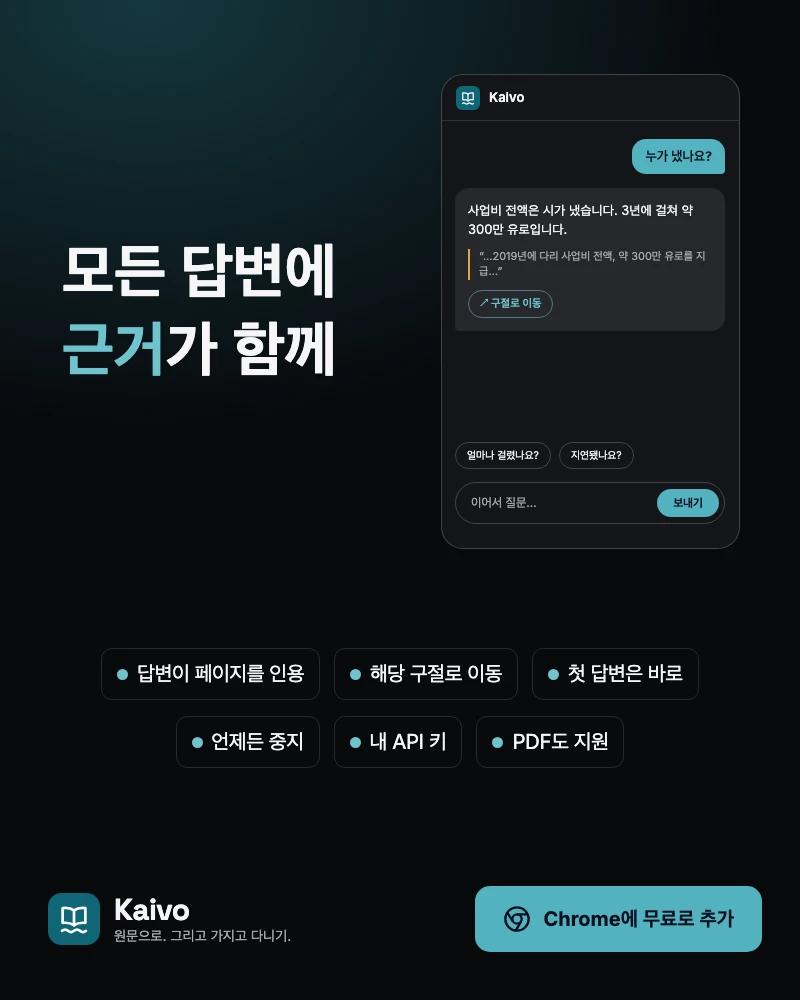 모든 답변에
근거가 함께
Kaivo
누가 냈나요?
사업비 전액은 시가 냈습니다. 3년에 걸쳐 약
300만 유로입니다.
“…2019년에 다리 사업비 전액, 약 300만 유로를 지
급…”
↗ 구절로 이동
얼마나 걸렸나요?
지연됐나요?
이어서 질문…
보내기
답변이 페이지를 인용
해당 구절로 이동
첫 답변은 바로
언제든 중지
내 API 키
PDF도 지원
Kaivo
원문으로. 그리고 가지고 다니기.
Chrome에 무료로 추가